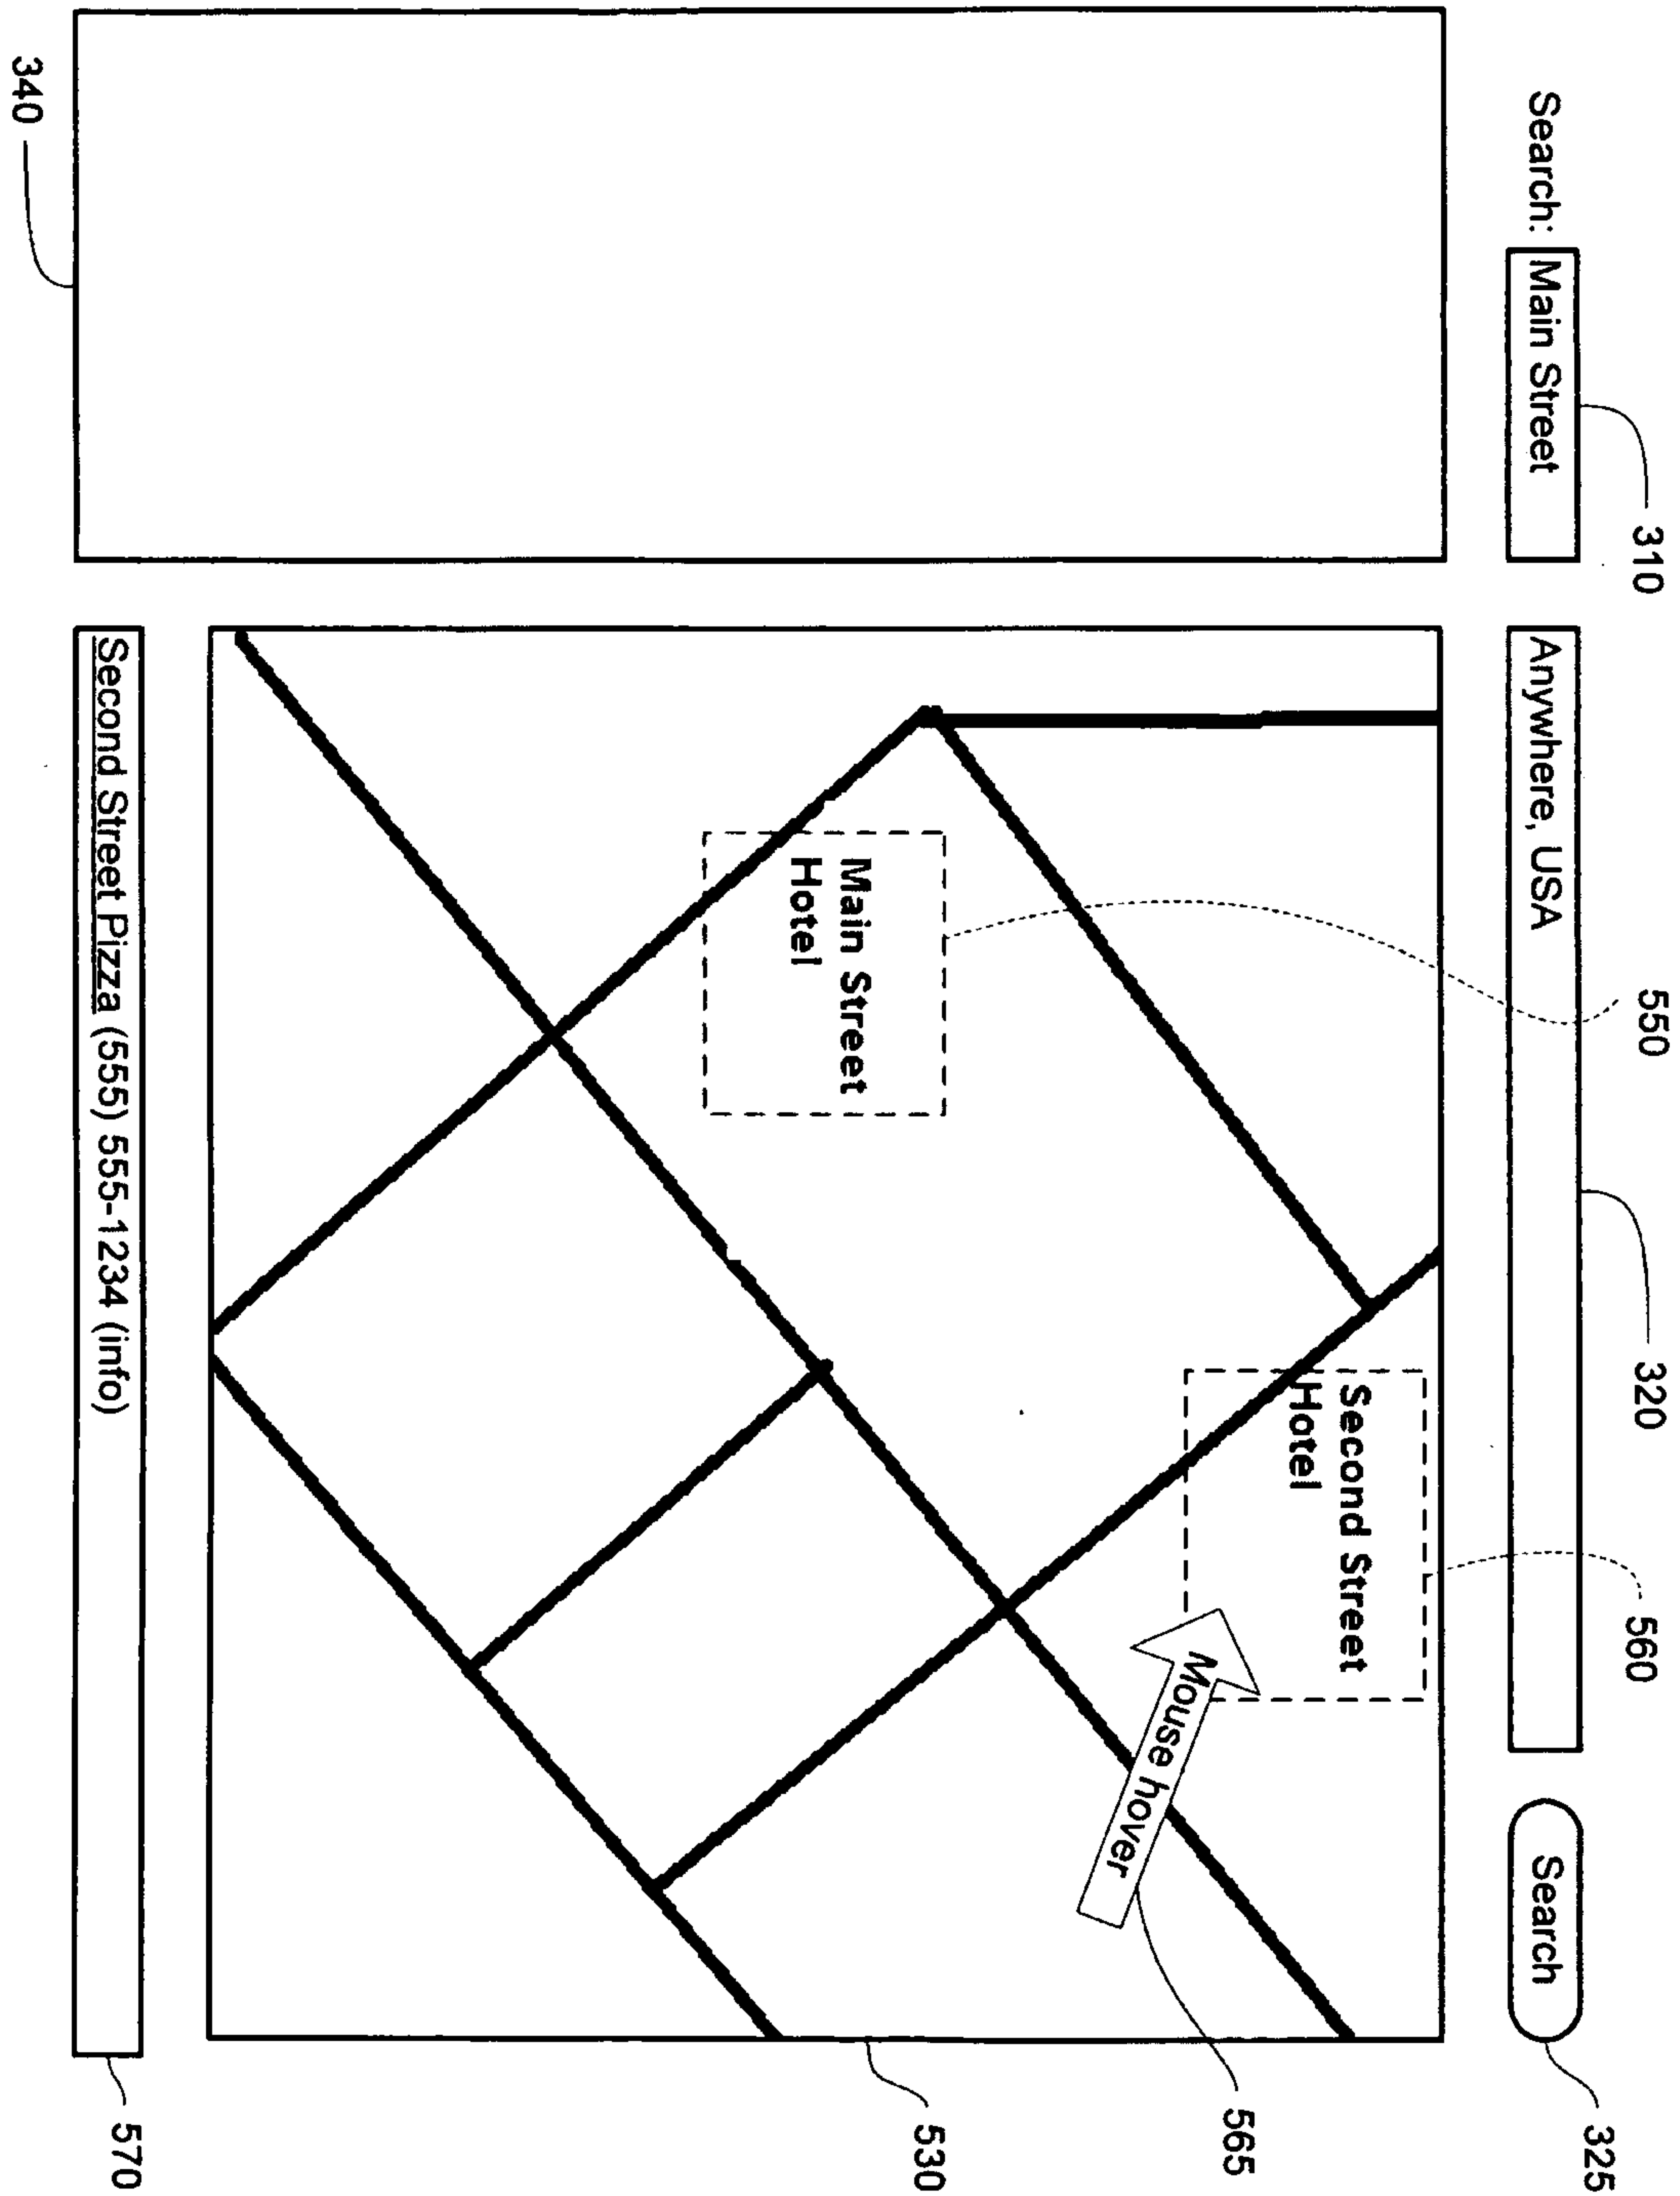 310
320
325
Search: Main Street
Anywhere, USA
Search
550
560
Second Street
Hotel
Mouse hover
565
Main Street
Hotel
530
340
Second Street Pizza (555) 555-1234 (info)
570